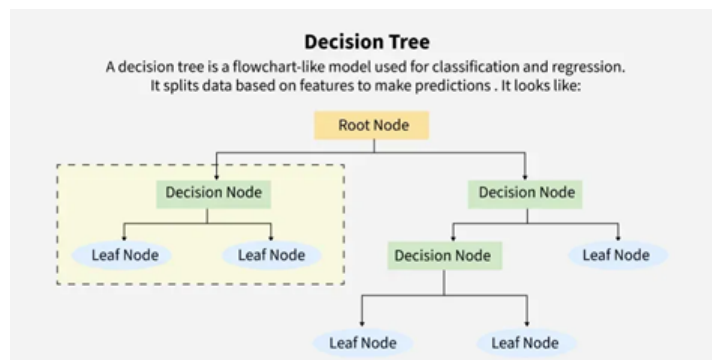 Decision Tree
A decision tree is a flowchart-like model used for classification and regression.
It splits data based on features to make predictions . It looks like:
Root Node
Decision Node
Decision Node
Leaf Node
Leaf Node
Decision Node
Leaf Node
Leaf Node
Leaf Node